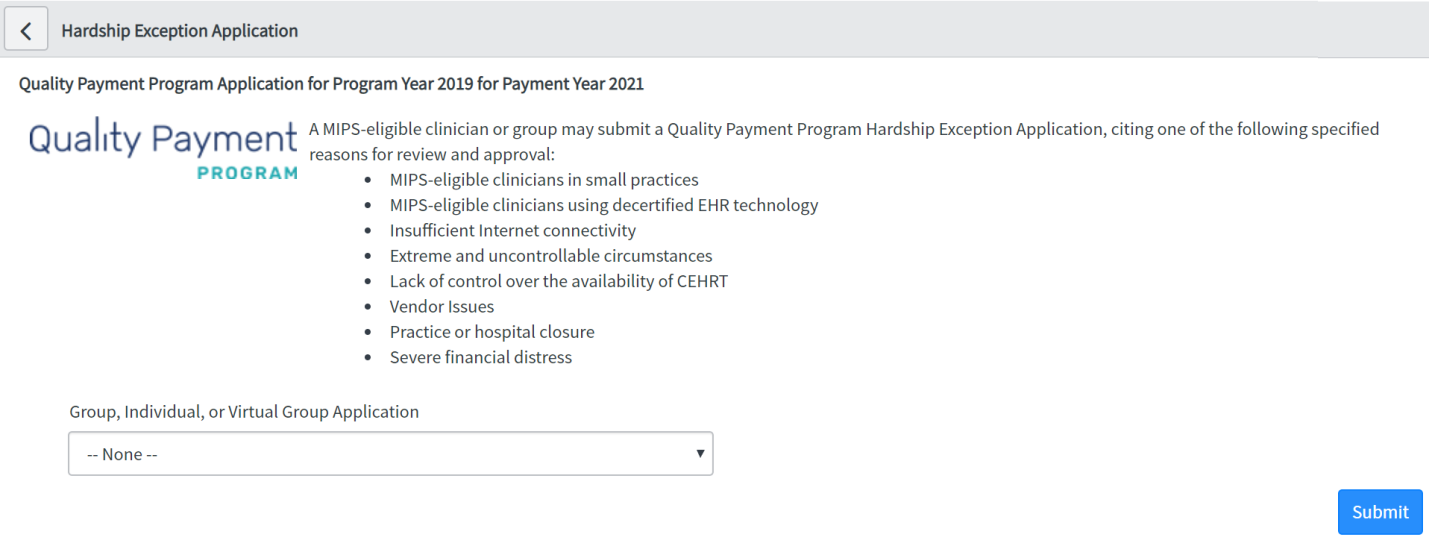 Hardship Exception Application
Quality Payment Program Application for Program Year 2019 for Payment Year 2021
Quality Payment
PROGRAM
A MIPS-eligible clinician or group may submit a Quality Payment Program Hardship Exception Application, citing one of the following specified
reasons for review and approval:
• MIPS-eligible clinicians in small practices
• MIPS-eligible clinicians using decertified EHR technology
• Insufficient Internet connectivity
• Extreme and uncontrollable circumstances
• Lack of control over the availability of CEHRT
• Vendor Issues
• Practice or hospital closure
• Severe financial distress
Group, Individual, or Virtual Group Application
-- None --
Submit